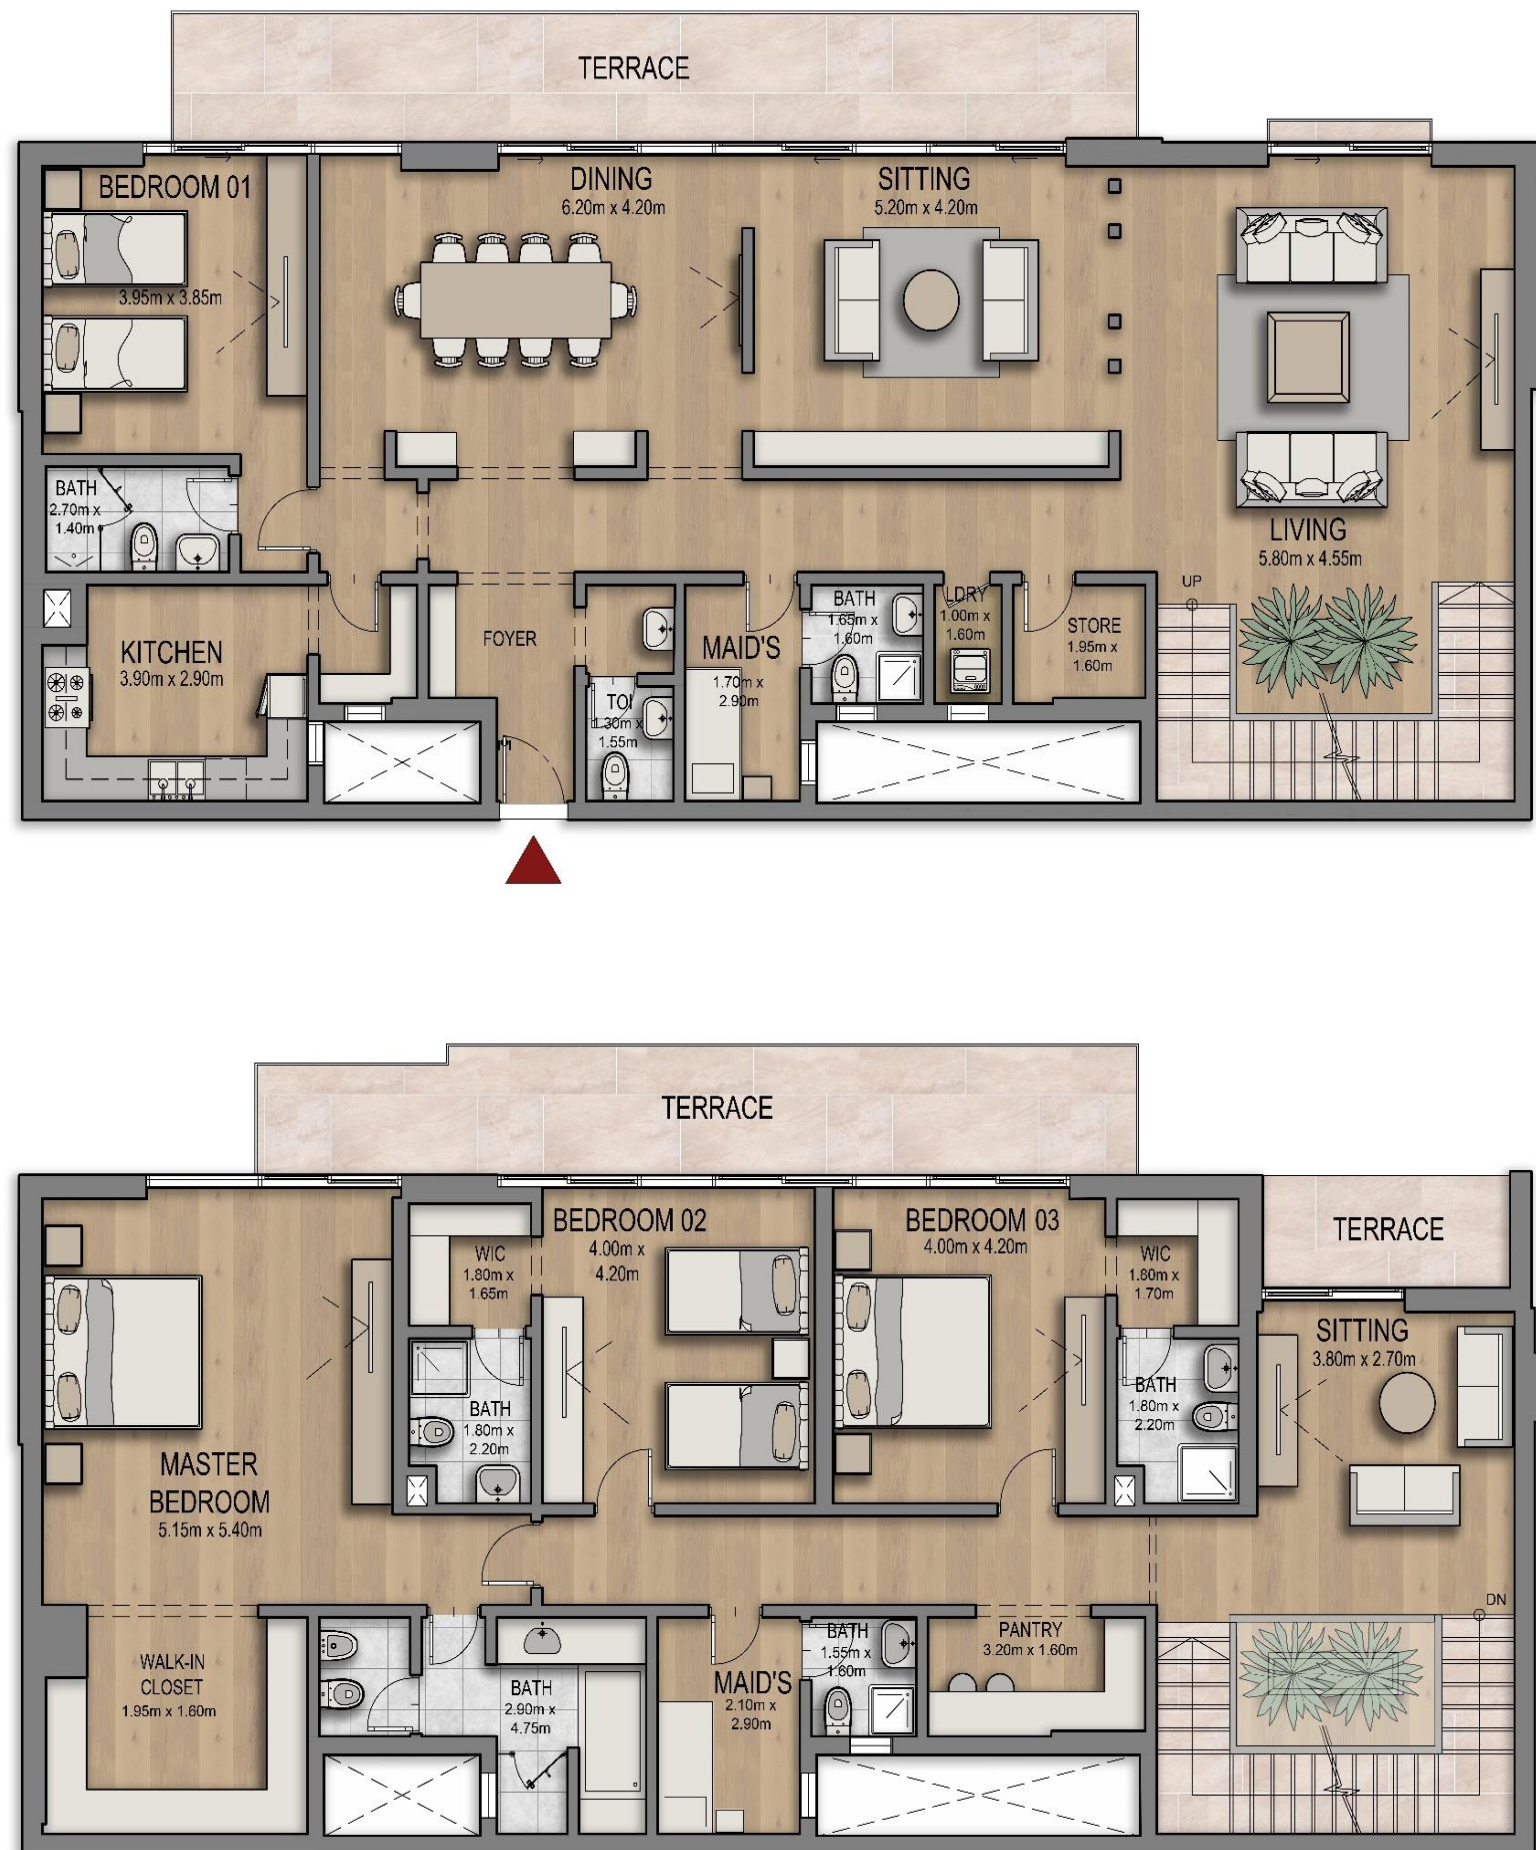 TERRACE
BEDROOM 01
3.95m x 3.85m
DINING
6.20m x 4.20m
SITTING
5.20m x 4.20m
BATH
2.70m x
1.40m
LIVING
5.80m x 4.55m
UP
KITCHEN
3.90m x 2.90m
FOYER
TOI
1.30m x
1.55m
MAID'S
1.70m x
2.90m
BATH
1.65m x
1.60m
LDRY
1.00m x
1.60m
STORE
1.95m x
1.60m
TERRACE
MASTER
BEDROOM
5.15m x 5.40m
WIC
1.80m x
1.65m
BEDROOM 02
4.00m x
4.20m
BEDROOM 03
4.00m x 4.20m
WIC
1.80m x
1.70m
TERRACE
SITTING
3.80m x 2.70m
BATH
1.80m x
2.20m
BATH
1.80m x
2.20m
DN
WALK-IN
CLOSET
1.95m x 1.60m
BATH
2.90m x
4.75m
MAID'S
2.10m x
2.90m
BATH
1.55m x
1.60m
PANTRY
3.20m x 1.60m